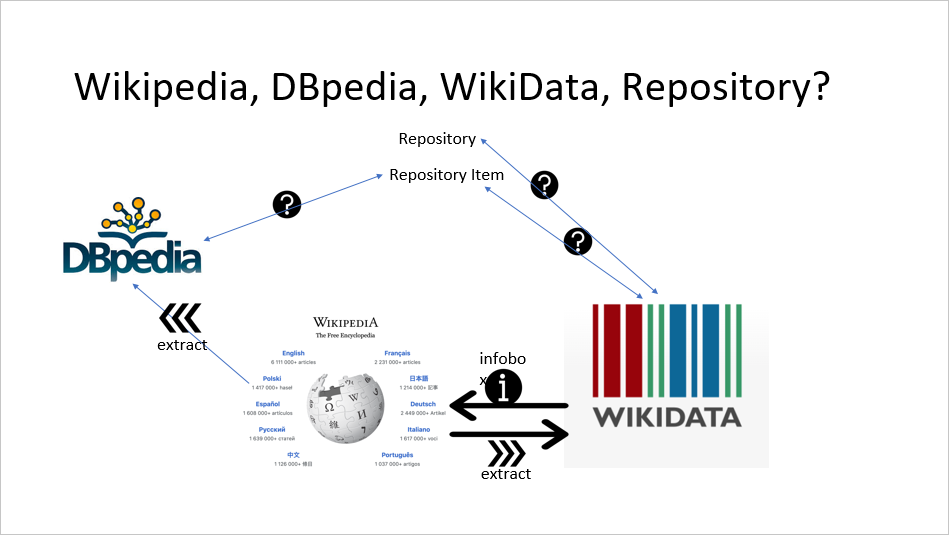 Wikipedia, DBpedia, WikiData, Repository?
Repository
Repository Item
?
?
?
DBpedia
extract
WIKIPEDIA
The Free Encyclopedia
English
6 111 000+ articles
Français
2 231 000+ articles
Polski
1 417 000+ haseł
日本語
1 214 000+ 記事
Español
1 608 000+ artículos
Deutsch
2 449 000+ Artikel
Русский
1 639 000+ статей
Italiano
1 617 000+ voci
中文
1 126 000+ 條目
Português
1 037 000+ artigos
Ω
W
И
維
infobo
x
i
extract
WIKIDATA